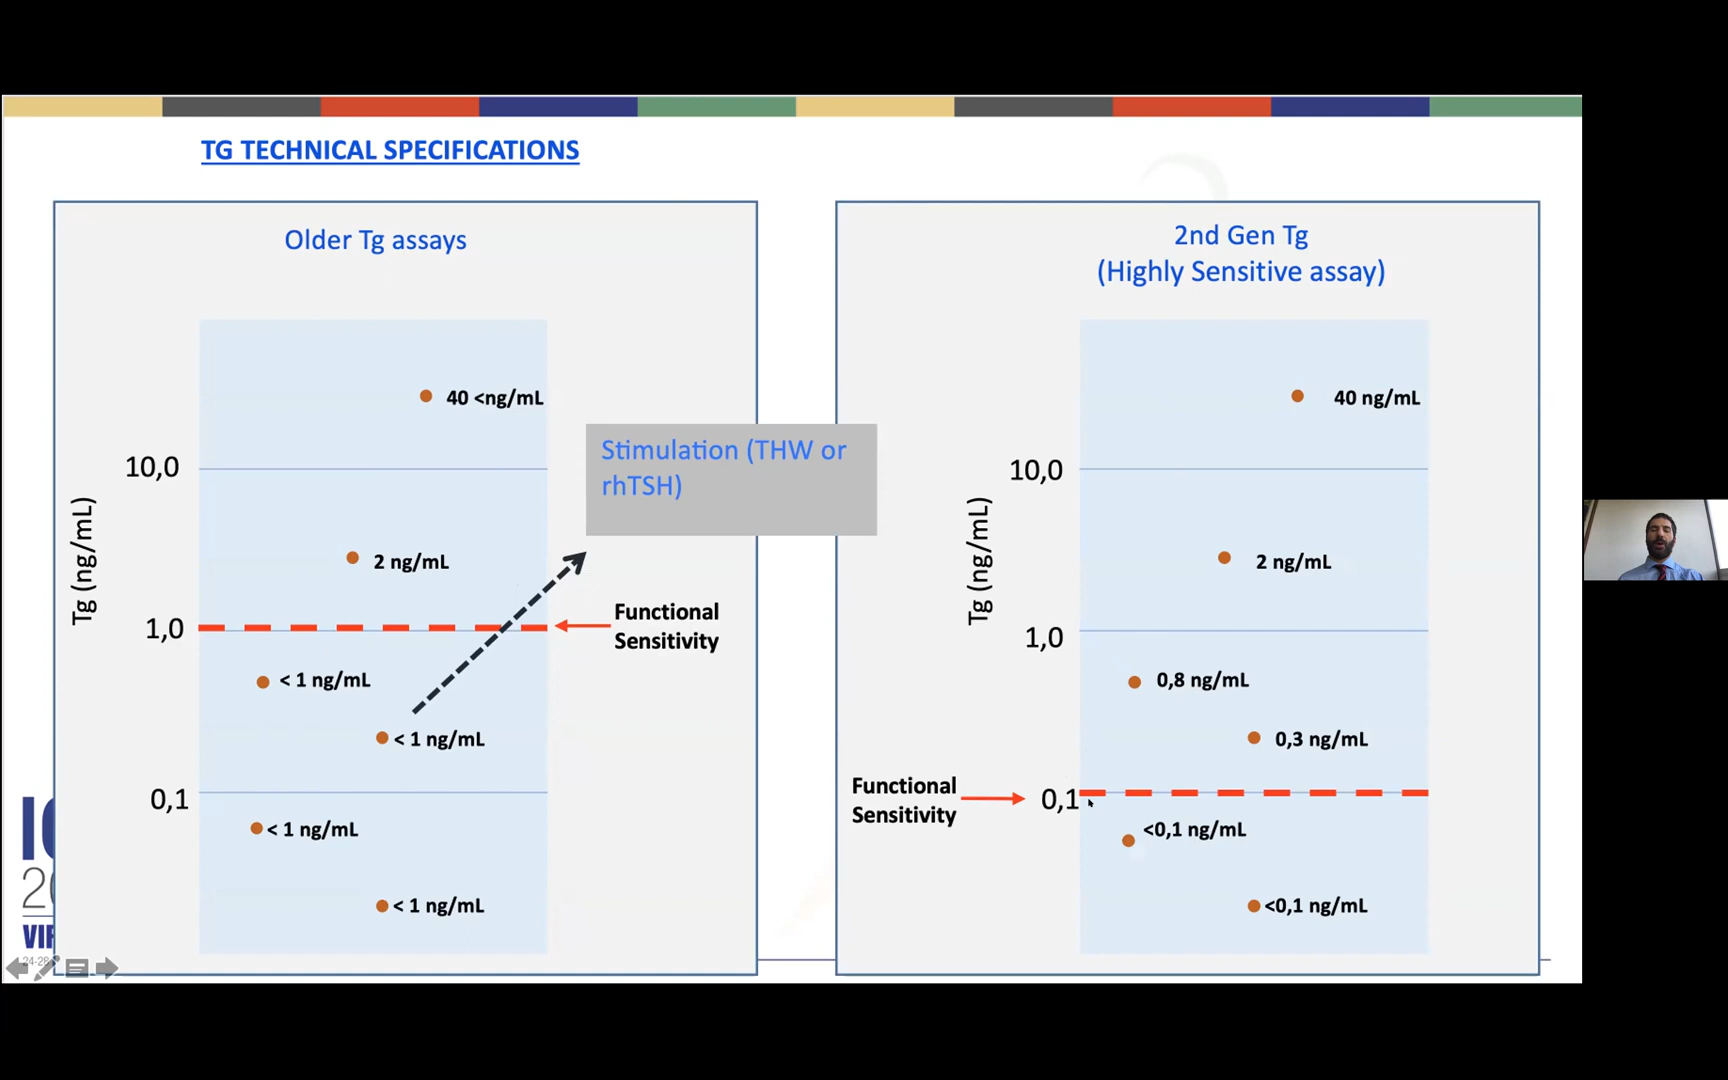 TG TECHNICAL SPECIFICATIONS
Older Tg assays
40 <ng/mL
Stimulation (THW or
rhTSH)
10,0
Tg (ng/mL)
2 ng/mL
Functional
Sensitivity
1,0
< 1 ng/mL
< 1 ng/mL
0,1
< 1 ng/mL
< 1 ng/mL
2nd Gen Tg
(Highly Sensitive assay)
40 ng/mL
10,0
Tg (ng/mL)
2 ng/mL
1,0
0,8 ng/mL
0,3 ng/mL
Functional
Sensitivity
0,1
<0,1 ng/mL
<0,1 ng/mL